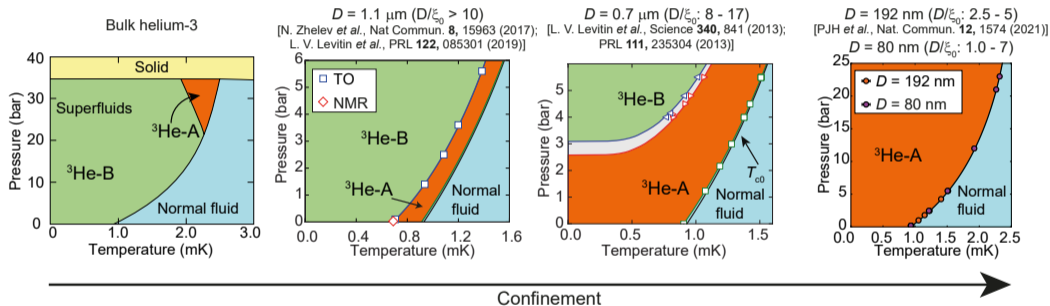 Bulk helium-3
40
30
20
10
0
Pressure (bar)
Solid
Superfluids
³He-A
³He-B
Normal fluid
0 1.0 2.0 3.0
Temperature (mK)
D = 1.1 μm (D/ξ₀ > 10)
[N. Zhelev et al., Nat Commun. 8, 15963 (2017);
L. V. Levitin et al., PRL 122, 085301 (2019)]
6
5
4
3
2
1
0
Pressure (bar)
TO
NMR
³He-B
³He-A
Normal
fluid
0.0 0.4 0.8 1.2 1.6
Temperature (mK)
D = 0.7 μm (D/ξ₀: 8 - 17)
[L. V. Levitin et al., Science 340, 841 (2013);
PRL 111, 235304 (2013)]
5
4
3
2
1
0
Pressure (bar)
³He-B
³He-A
T c0
Normal
fluid
0.0 0.5 1.0 1.5
Temperature (mK)
D = 192 nm (D/ξ₀: 2.5 - 5)
[PJH et al., Nat. Commun. 12, 1574 (2021)]
D = 80 nm (D/ξ₀: 1.0 - 7)
25
20
15
10
5
0
Pressure (bar)
D = 192 nm
D = 80 nm
³He-A
Normal
fluid
0.0 0.5 1.0 1.5 2.0 2.5
Temperature (mK)
Confinement